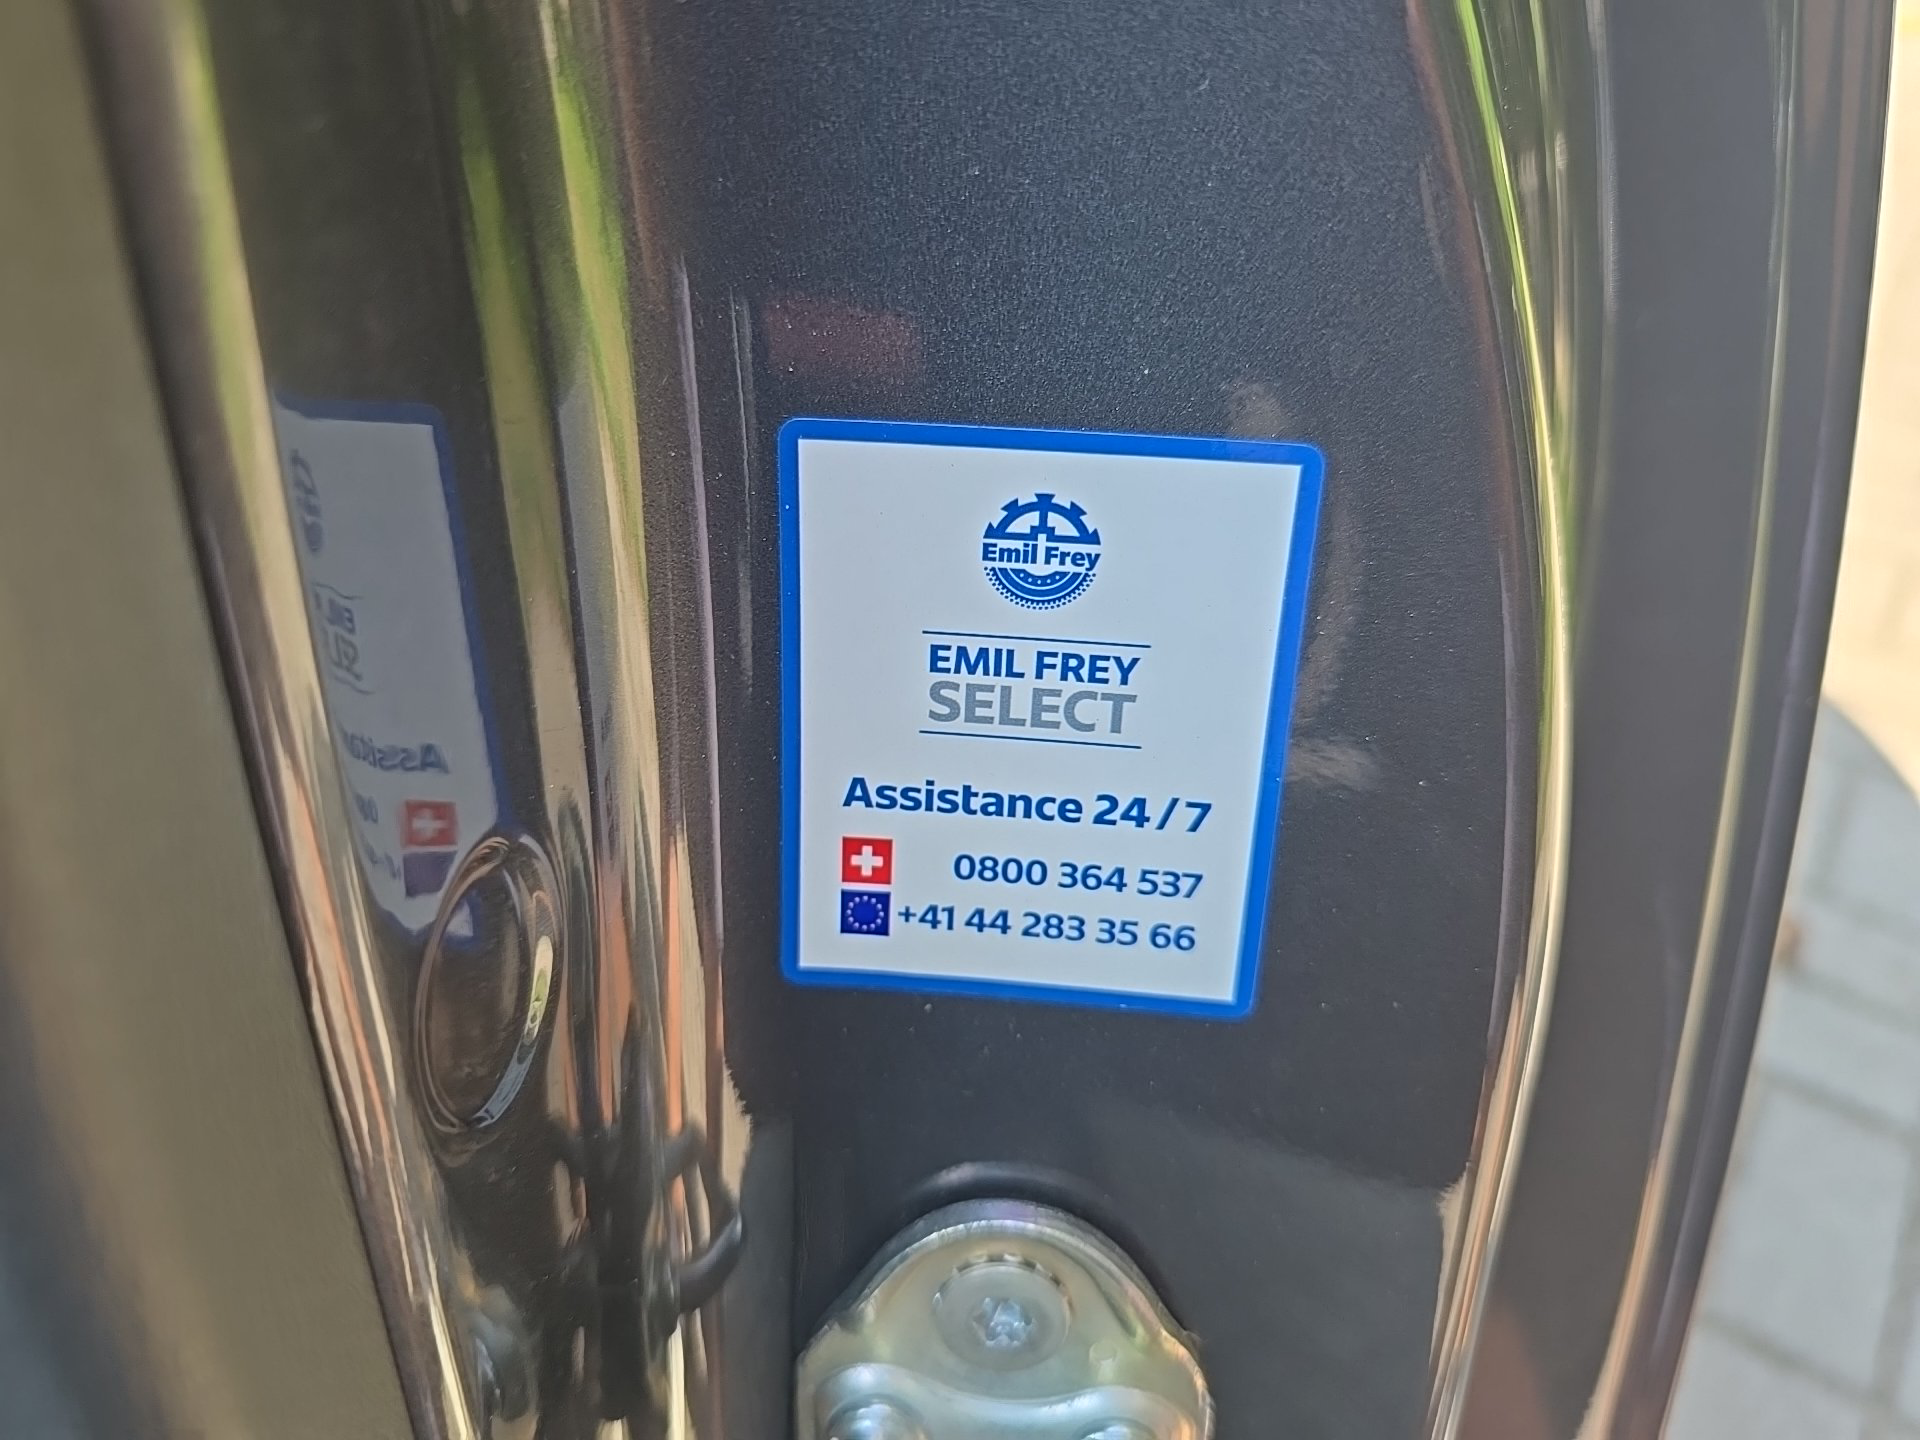 Emil Frey
EMIL FREY
SELECT
Assistance 24/7
0800 364 537
+41 44 283 35 66